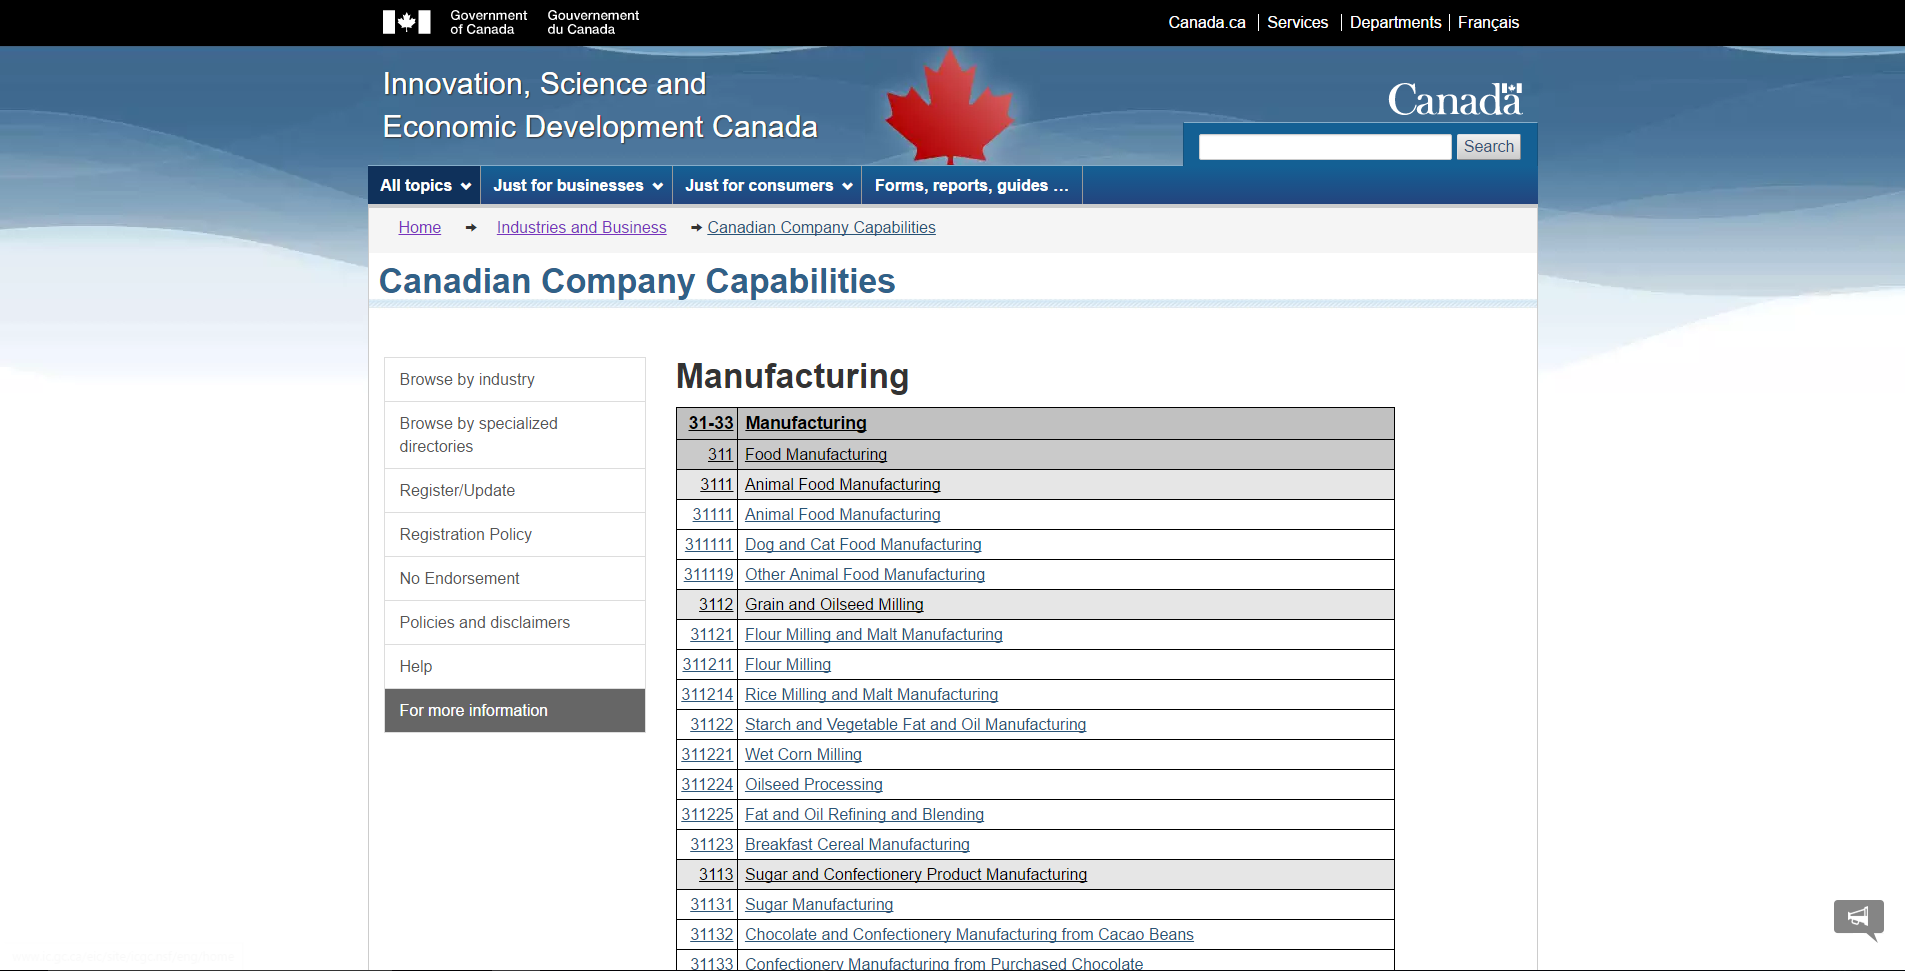 Government of Canada
Gouvernement du Canada
Canada.ca Services Departments Français
Innovation, Science and
Economic Development Canada
Canada
Search
All topics Just for businesses Just for consumers Forms, reports, guides ...
Home Industries and Business Canadian Company Capabilities
Canadian Company Capabilities
Browse by industry
Browse by specialized
directories
Register/Update
Registration Policy
No Endorsement
Policies and disclaimers
Help
For more information
Manufacturing
31-33 Manufacturing
311 Food Manufacturing
3111 Animal Food Manufacturing
31111 Animal Food Manufacturing
311111 Dog and Cat Food Manufacturing
311119 Other Animal Food Manufacturing
3112 Grain and Oilseed Milling
31121 Flour Milling and Malt Manufacturing
311211 Flour Milling
311214 Rice Milling and Malt Manufacturing
31122 Starch and Vegetable Fat and Oil Manufacturing
311221 Wet Corn Milling
311224 Oilseed Processing
311225 Fat and Oil Refining and Blending
31123 Breakfast Cereal Manufacturing
3113 Sugar and Confectionery Product Manufacturing
31131 Sugar Manufacturing
31132 Chocolate and Confectionery Manufacturing from Cacao Beans
31133 Confectionery Manufacturing from Purchased Chocolate